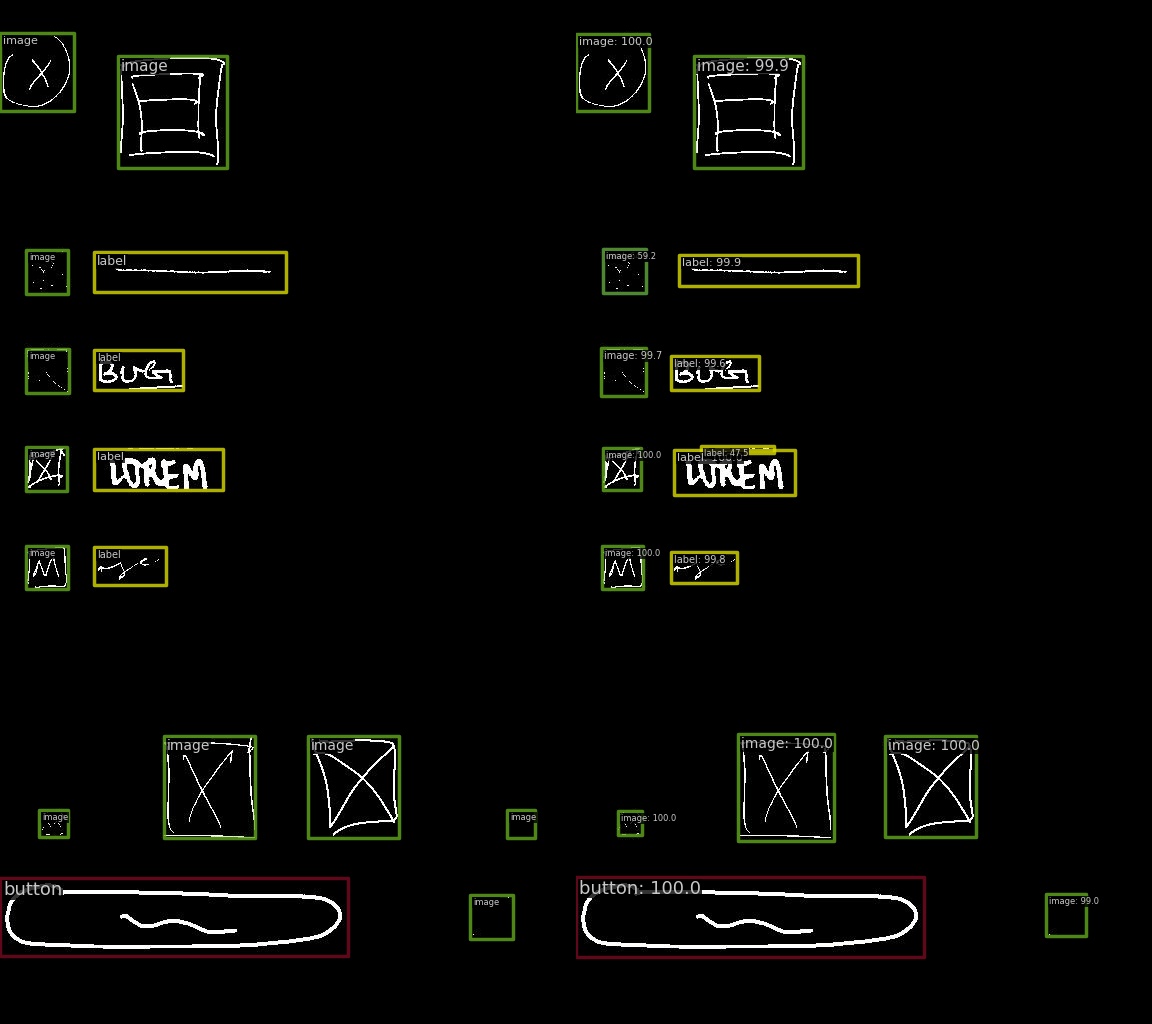 image image: 100.0
image image: 99.9
image label image: 59.2 label: 99.9
image label image: 99.7 label: 99.6
BUG BUG
image label image: 100.0 label: 100.0 label: 47.5
LOREM LOREM
image label image: 100.0 label: 99.8
M M
image image image: 100.0 image: 100.0
image image image: 100.0
button button: 100.0
image image: 99.0